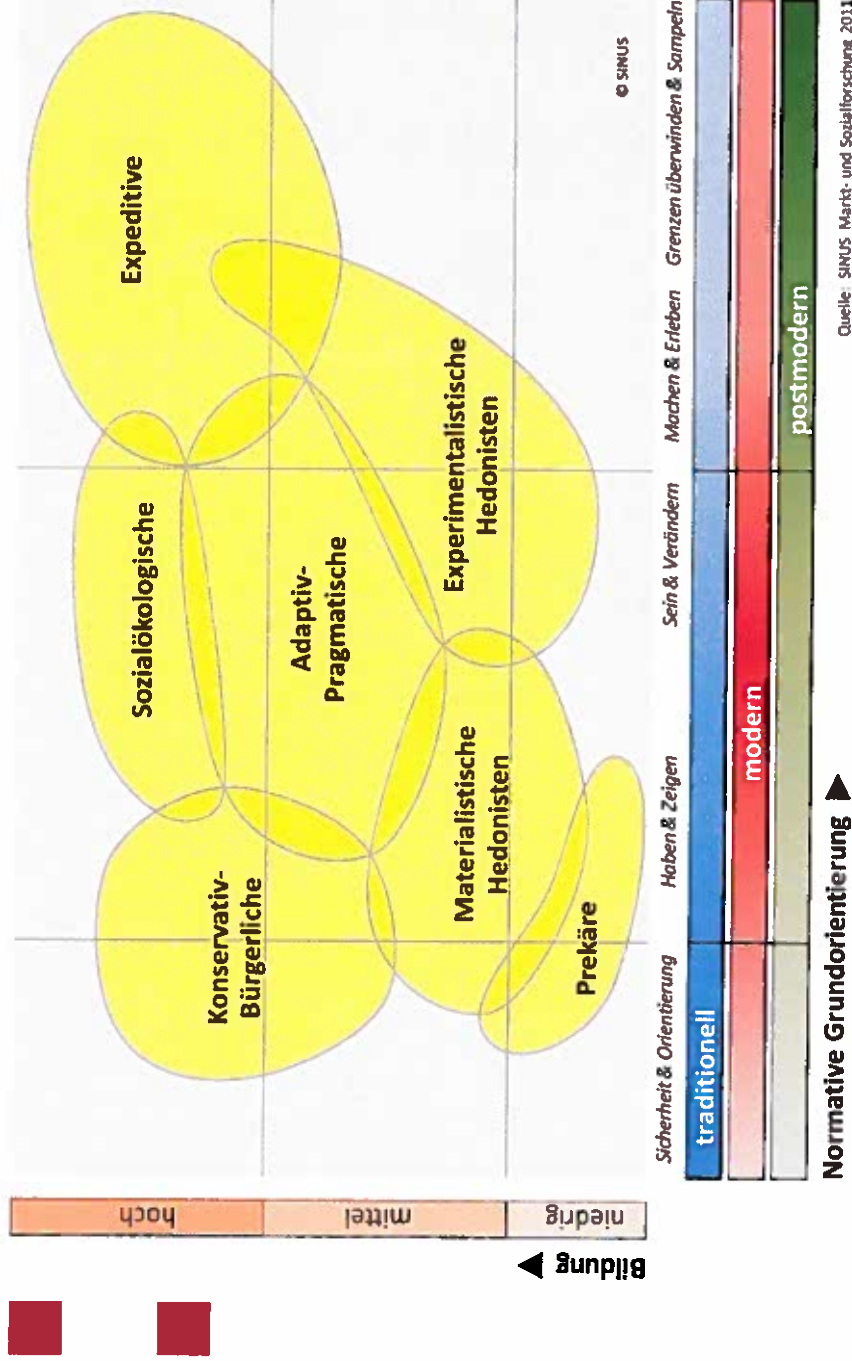 Expeditive
Sozialökologische
Konservativ-
Bürgerliche
Adaptiv-
Pragmatische
Experimentalistische
Hedonisten
Materialistische
Hedonisten
Prekäre
© SINUS
hoch
mittel
niedrig
Bildung ▶
Sicherheit & Orientierung
Haben & Zeigen
Sein & Verändern
Machen & Erleben
Grenzen überwinden & Sampeln
traditionell
modern
postmodern
Normative Grundorientierung ▶
Quelle: SINUS Markt- und Sozialforschung 2011